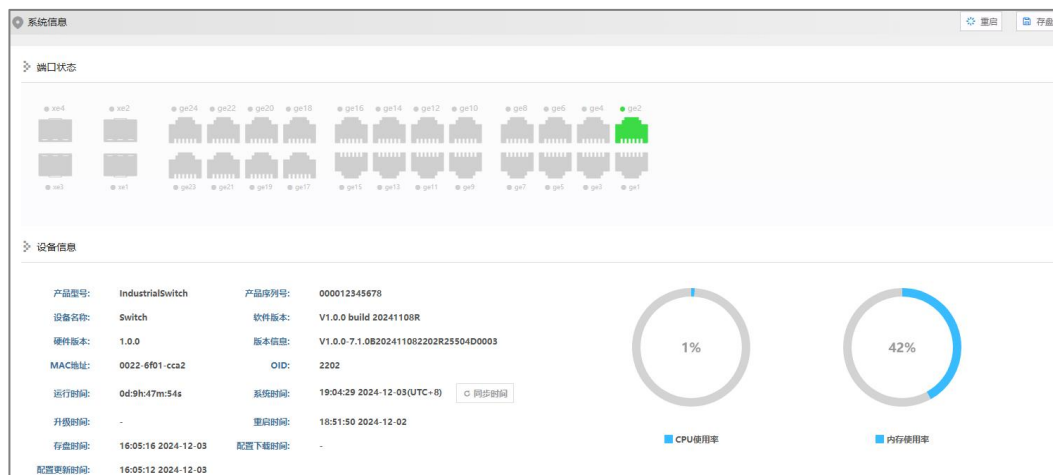 系统信息
重启
存盘
端口状态
xe4 xe2 ge24 ge22 ge20 ge18 ge16 ge14 ge12 ge10 ge8 ge6 ge4 ge2
xe3 xe1 ge23 ge21 ge19 ge17 ge15 ge13 ge11 ge9 ge7 ge5 ge3 ge1
设备信息
产品型号: IndustrialSwitch 产品序列号: 000012345678
设备名称: Switch 软件版本: V1.0.0 build 20241108R
硬件版本: 1.0.0 版本信息: V1.0.0-7.1.0B202411082202R25504D0003
MAC地址: 0022-6f01-cca2 OID: 2202
运行时间: 0d:9h:47m:54s 系统时间: 19:04:29 2024-12-03(UTC+8) 同步时间
升级时间: - 重启时间: 18:51:50 2024-12-02
存盘时间: 16:05:16 2024-12-03 配置下载时间: -
配置更新时间: 16:05:12 2024-12-03
1%
CPU使用率
42%
内存使用率